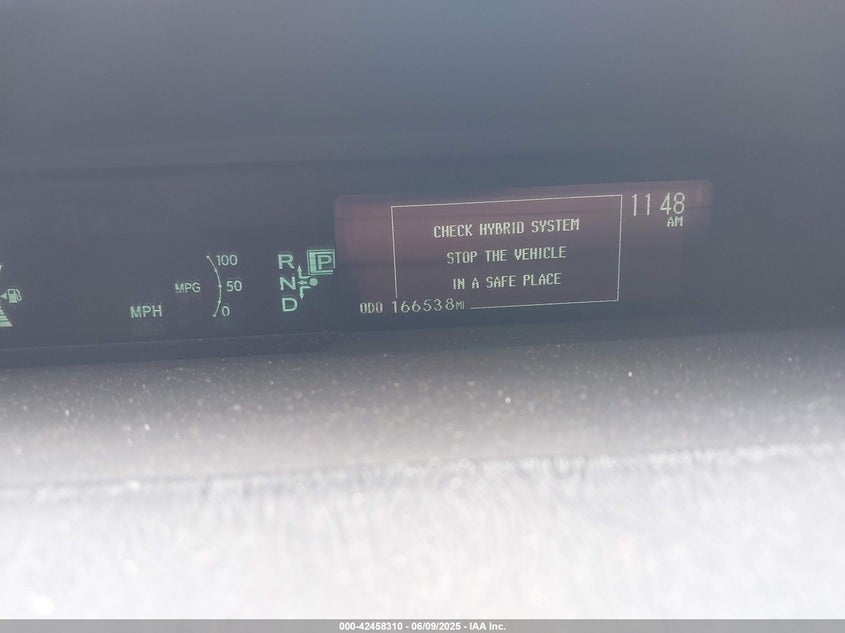 11 48
AM
CHECK HYBRID SYSTEM
STOP THE VEHICLE
IN A SAFE PLACE
ODO 166538MI
100
MPG 50
0
MPH
R P
N
D
000-42458310 - 06/09/2025 - IAA Inc.